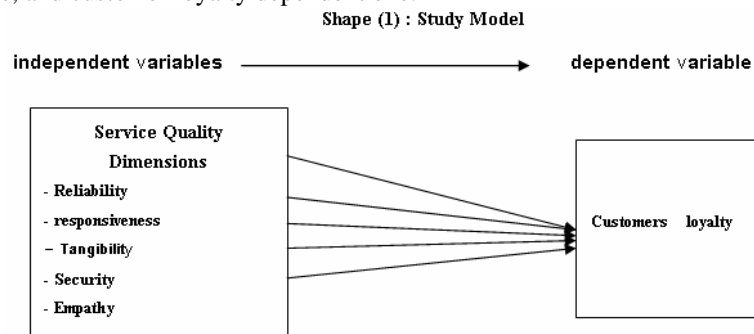 Shape (1) : Study Model
independent variables dependent variable
Service Quality
Dimensions
- Reliability
- responsiveness
– Tangibility
- Security
- Empathy
Customers loyalty